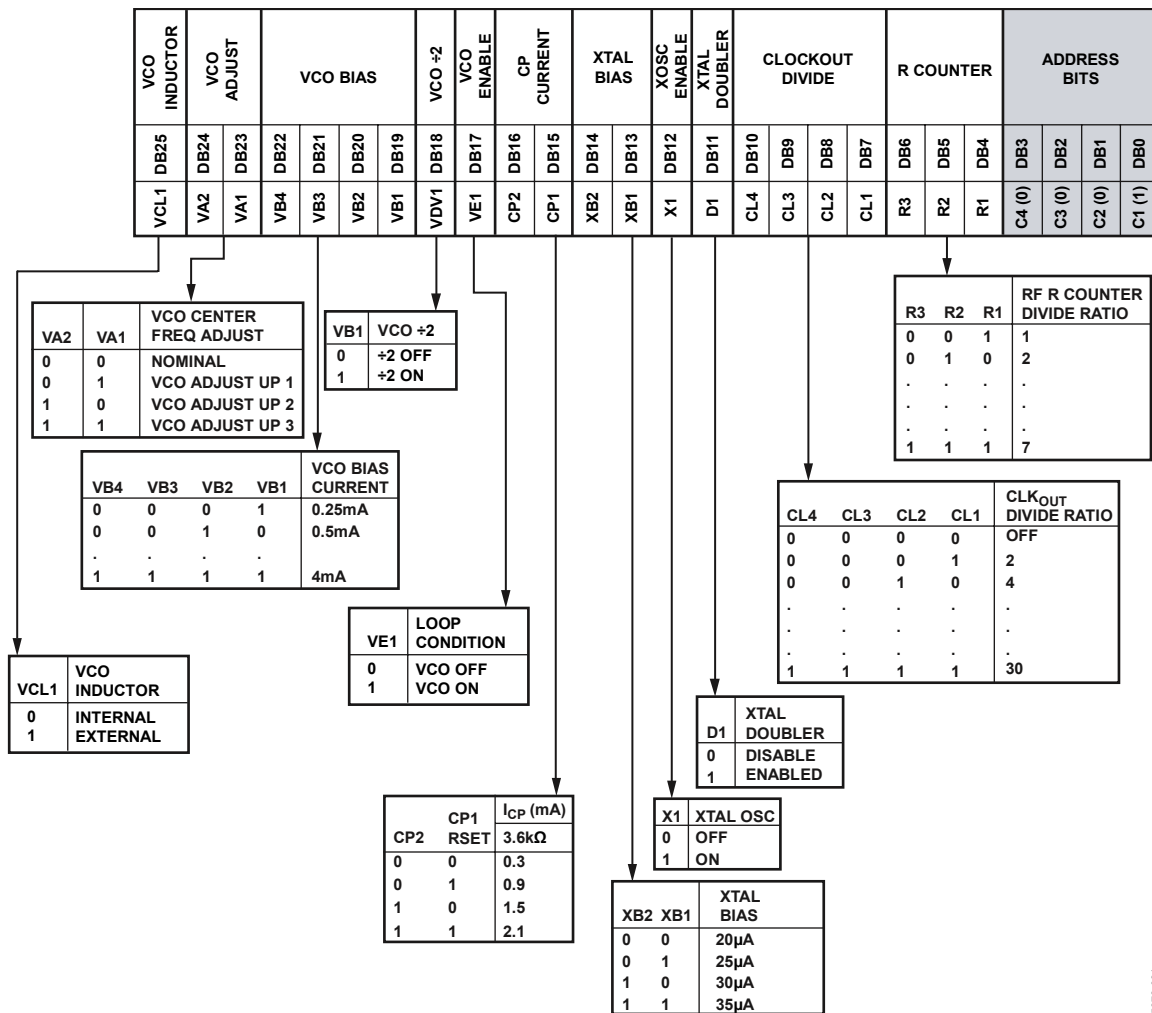 VCO INDUCTOR
VCO ADJUST
VCO BIAS
VCO ÷2
VCO ENABLE
CP CURRENT
XTAL BIAS
XOSC ENABLE
XTAL DOUBLER
CLOCKOUT DIVIDE
R COUNTER
ADDRESS BITS
DB25 DB24 DB23 DB22 DB21 DB20 DB19 DB18 DB17 DB16 DB15 DB14 DB13 DB12 DB11 DB10 DB9 DB8 DB7 DB6 DB5 DB4 DB3 DB2 DB1 DB0
VCL1 VA2 VA1 VB4 VB3 VB2 VB1 VDV1 VE1 CP2 CP1 XB2 XB1 X1 D1 CL4 CL3 CL2 CL1 R3 R2 R1 C4 (0) C3 (0) C2 (0) C1 (1)
VA2 VA1 VCO CENTER
FREQ ADJUST
0 0 NOMINAL
0 1 VCO ADJUST UP 1
1 0 VCO ADJUST UP 2
1 1 VCO ADJUST UP 3
VB1 VCO ÷2
0 ÷2 OFF
1 ÷2 ON
RF R COUNTER
R3 R2 R1 DIVIDE RATIO
0 0 1 1
0 1 0 2
. . . .
. . . .
. . . .
1 1 1 7
VCO BIAS
VB4 VB3 VB2 VB1 CURRENT
0 0 0 1 0.25mA
0 0 1 0 0.5mA
. .
1 1 1 1 4mA
CLKOUT
CL4 CL3 CL2 CL1 DIVIDE RATIO
0 0 0 0 OFF
0 0 0 1 2
0 0 1 0 4
. . . . .
. . . . .
. . . . .
1 1 1 1 30
LOOP
VE1 CONDITION
0 VCO OFF
1 VCO ON
VCO
VCL1 INDUCTOR
0 INTERNAL
1 EXTERNAL
XTAL
D1 DOUBLER
0 DISABLE
1 ENABLED
CP1 ICP (mA)
CP2 RSET 3.6kΩ
0 0 0.3
0 1 0.9
1 0 1.5
1 1 2.1
X1 XTAL OSC
0 OFF
1 ON
XTAL
XB2 XB1 BIAS
0 0 20µA
0 1 25µA
1 0 30µA
1 1 35µA